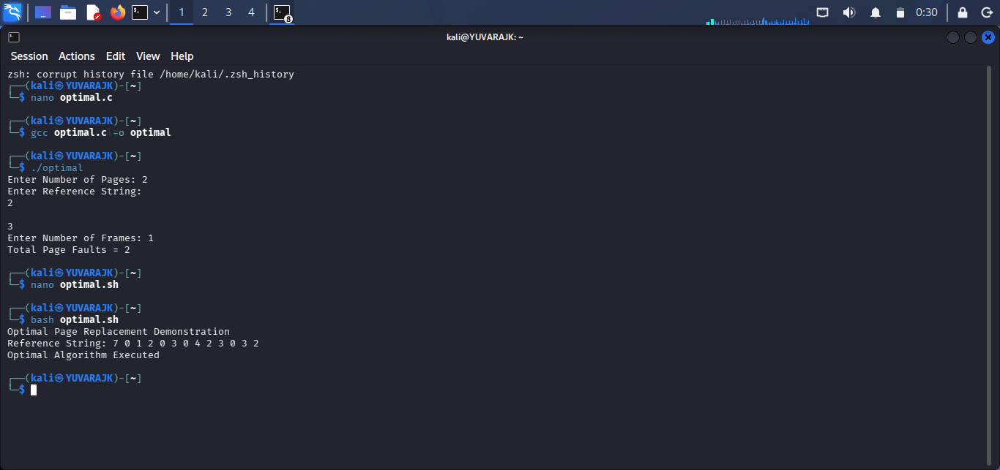 1 2 3 4 8 0:30
kali@YUVARAJK: ~
Session Actions Edit View Help
zsh: corrupt history file /home/kali/.zsh_history
┌──(kali㉿YUVARAJK)-[~]
└─$ nano optimal.c
┌──(kali㉿YUVARAJK)-[~]
└─$ gcc optimal.c -o optimal
┌──(kali㉿YUVARAJK)-[~]
└─$ ./optimal
Enter Number of Pages: 2
Enter Reference String:
2
3
Enter Number of Frames: 1
Total Page Faults = 2
┌──(kali㉿YUVARAJK)-[~]
└─$ nano optimal.sh
┌──(kali㉿YUVARAJK)-[~]
└─$ bash optimal.sh
Optimal Page Replacement Demonstration
Reference String: 7 0 1 2 0 3 0 4 2 3 0 3 2
Optimal Algorithm Executed
┌──(kali㉿YUVARAJK)-[~]
└─$